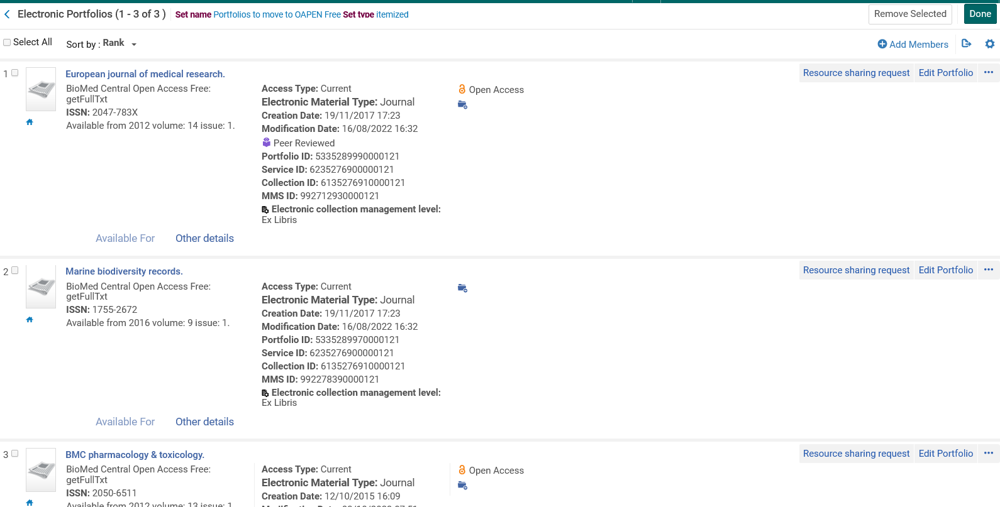 Electronic Portfolios (1 - 3 of 3 ) Set name Portfolios to move to OAPEN Free Set type itemized
Remove Selected Done
Select All Sort by : Rank
Add Members
1 European journal of medical research.
Resource sharing request Edit Portfolio ...
BioMed Central Open Access Free:
getFullTxt
ISSN: 2047-783X
Available from 2012 volume: 14 issue: 1.
Access Type: Current
Electronic Material Type: Journal
Creation Date: 19/11/2017 17:23
Modification Date: 16/08/2022 16:32
Peer Reviewed
Portfolio ID: 5335289990000121
Service ID: 6235276900000121
Collection ID: 6135276910000121
MMS ID: 992712930000121
Electronic collection management level:
Ex Libris
Open Access
Available For Other details
2 Marine biodiversity records.
Resource sharing request Edit Portfolio ...
BioMed Central Open Access Free:
getFullTxt
ISSN: 1755-2672
Available from 2016 volume: 9 issue: 1.
Access Type: Current
Electronic Material Type: Journal
Creation Date: 19/11/2017 17:23
Modification Date: 16/08/2022 16:32
Portfolio ID: 5335289970000121
Service ID: 6235276900000121
Collection ID: 6135276910000121
MMS ID: 992278390000121
Electronic collection management level:
Ex Libris
Available For Other details
3 BMC pharmacology & toxicology.
Resource sharing request Edit Portfolio ...
BioMed Central Open Access Free:
getFullTxt
ISSN: 2050-6511
Available from 2012 volume: 13 issue: 1
Access Type: Current
Electronic Material Type: Journal
Creation Date: 12/10/2015 16:09
Open Access